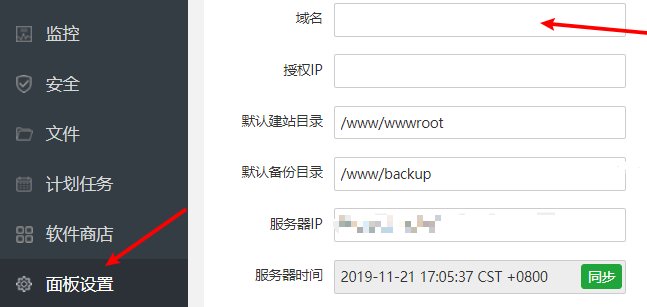 监控
安全
文件
计划任务
软件商店
面板设置
域名
授权IP
默认建站目录 /www/wwwroot
默认备份目录 /www/backup
服务器IP
服务器时间 2019-11-21 17:05:37 CST +0800 同步